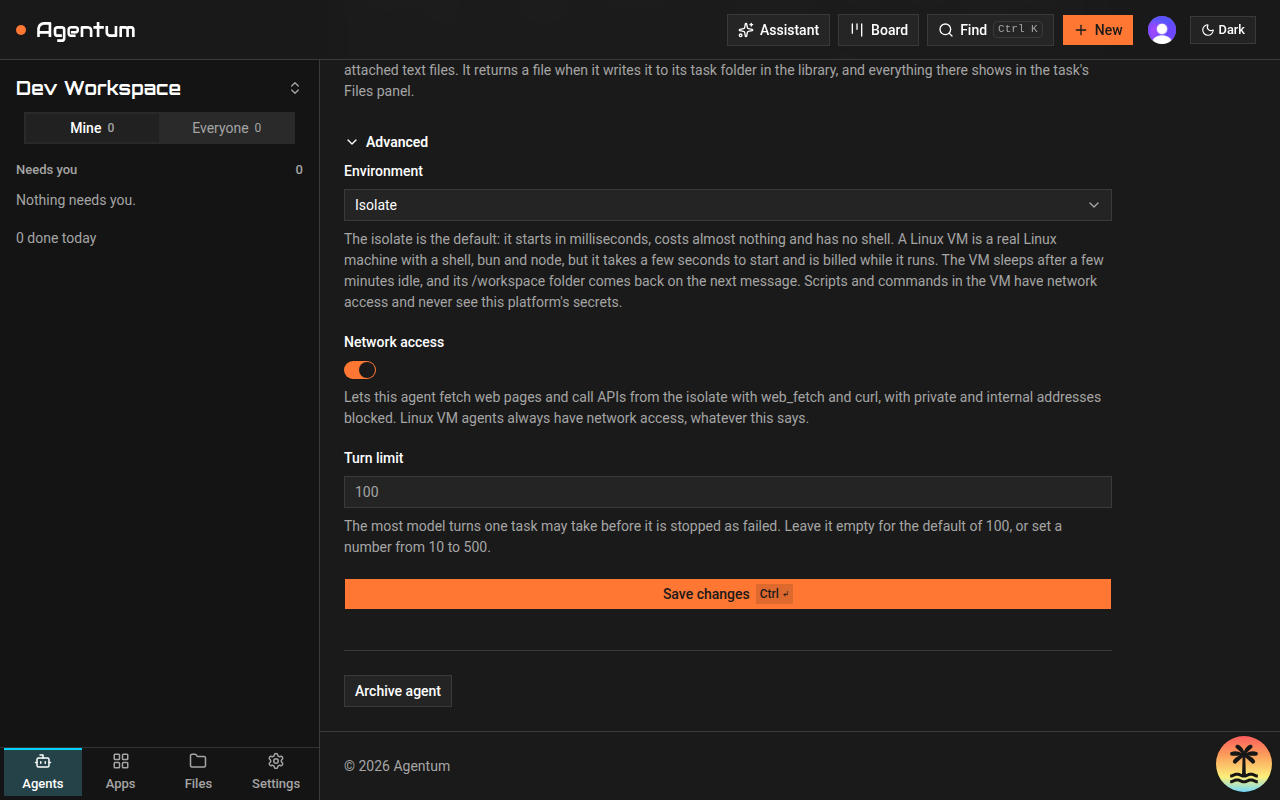 Agentum
Assistant
Board
Find Ctrl K
New
Dark
Dev Workspace
Mine 0
Everyone 0
Needs you 0
Nothing needs you.
0 done today
attached text files. It returns a file when it writes it to its task folder in the library, and everything there shows in the task's
Files panel.
Advanced
Environment
Isolate
The isolate is the default: it starts in milliseconds, costs almost nothing and has no shell. A Linux VM is a real Linux
machine with a shell, bun and node, but it takes a few seconds to start and is billed while it runs. The VM sleeps after a few
minutes idle, and its /workspace folder comes back on the next message. Scripts and commands in the VM have network
access and never see this platform's secrets.
Network access
Lets this agent fetch web pages and call APIs from the isolate with web_fetch and curl, with private and internal addresses
blocked. Linux VM agents always have network access, whatever this says.
Turn limit
100
The most model turns one task may take before it is stopped as failed. Leave it empty for the default of 100, or set a
number from 10 to 500.
Save changes Ctrl ↵
Archive agent
Agents
Apps
Files
Settings
© 2026 Agentum